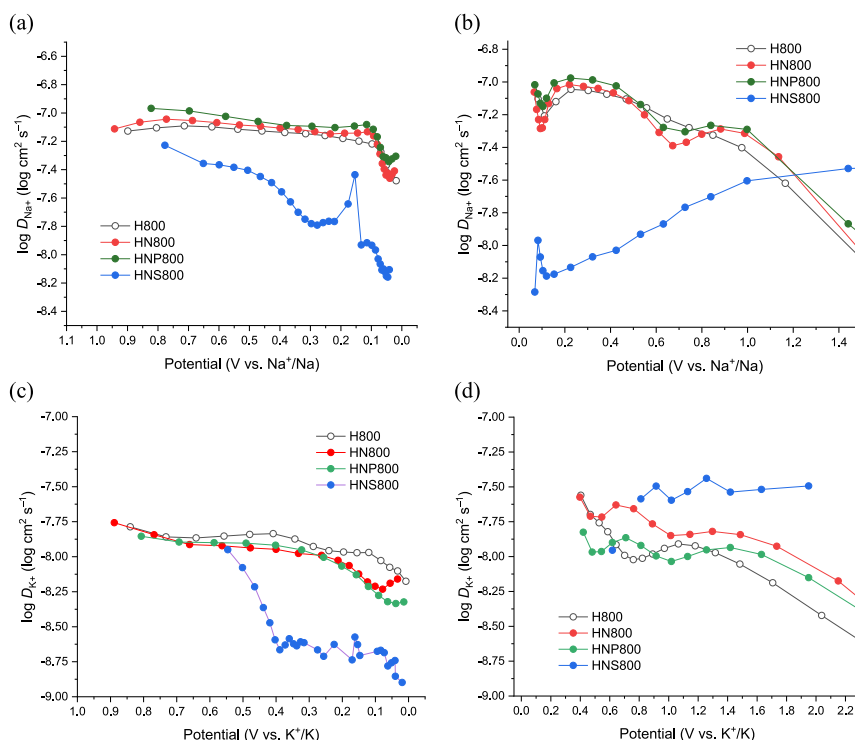 (a)
-6.6
-6.8
-7.0
-7.2
-7.4
-7.6
-7.8
-8.0
-8.2
-8.4
log D Na+ (log cm² s⁻¹)
H800
HN800
HNP800
HNS800
1.1 1.0 0.9 0.8 0.7 0.6 0.5 0.4 0.3 0.2 0.1 0.0
Potential (V vs. Na⁺/Na)
(b)
-6.8
-7.0
-7.2
-7.4
-7.6
-7.8
-8.0
-8.2
-8.4
log D Na+ (log cm² s⁻¹)
H800
HN800
HNP800
HNS800
0.0 0.2 0.4 0.6 0.8 1.0 1.2 1.4
Potential (V vs. Na⁺/Na)
(c)
-7.00
-7.25
-7.50
-7.75
-8.00
-8.25
-8.50
-8.75
-9.00
log D K+ (log cm² s⁻¹)
H800
HN800
HNP800
HNS800
1.1 1.0 0.9 0.8 0.7 0.6 0.5 0.4 0.3 0.2 0.1 0.0
Potential (V vs. K⁺/K)
(d)
-7.00
-7.25
-7.50
-7.75
-8.00
-8.25
-8.50
-8.75
-9.00
log D K+ (log cm² s⁻¹)
H800
HN800
HNP800
HNS800
0.0 0.2 0.4 0.6 0.8 1.0 1.2 1.4 1.6 1.8 2.0 2.2
Potential (V vs. K⁺/K)